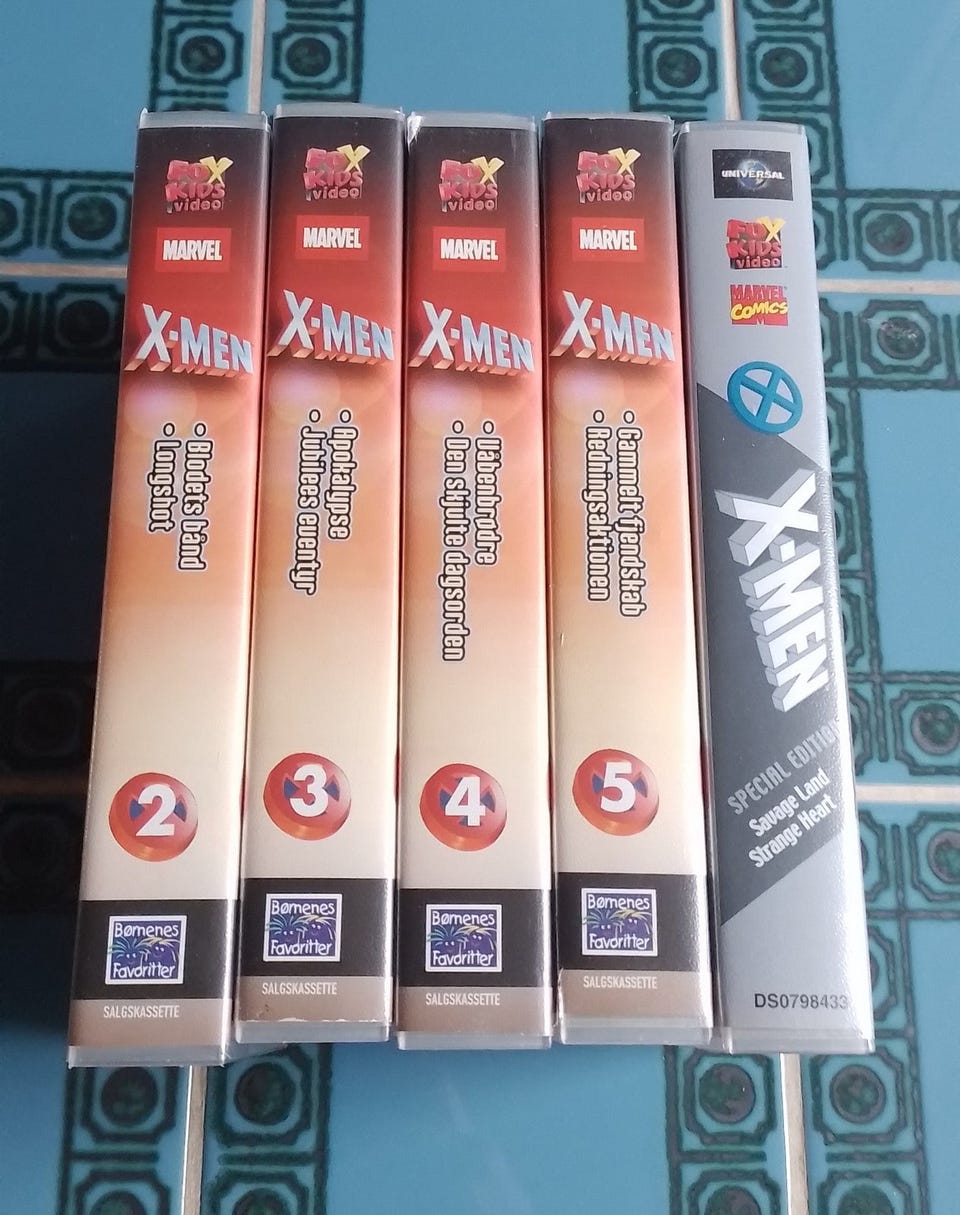 FOX
KIDS
video
MARVEL
X-MEN
• Blodets bånd
• Longshot
2
Børnenes
Favoritter
SALGSKASSETTE
FOX
KIDS
video
MARVEL
X-MEN
• Apokalypse
• Jubilees eventyr
3
Børnenes
Favoritter
SALGSKASSETTE
FOX
KIDS
video
MARVEL
X-MEN
• Våbenbrødre
• Den skjulte dagsorden
4
Børnenes
Favoritter
SALGSKASSETTE
FOX
KIDS
video
MARVEL
X-MEN
• Gammelt fjendskab
• Redningsaktionen
5
Børnenes
Favoritter
SALGSKASSETTE
UNIVERSAL
FOX
KIDS
video
MARVEL
COMICS
X-MEN
SPECIAL EDITION
Savage Land
Strange Heart
DS0798433